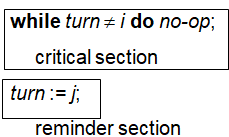 while turn ≠ i do no-op;
critical section
turn := j;
reminder section